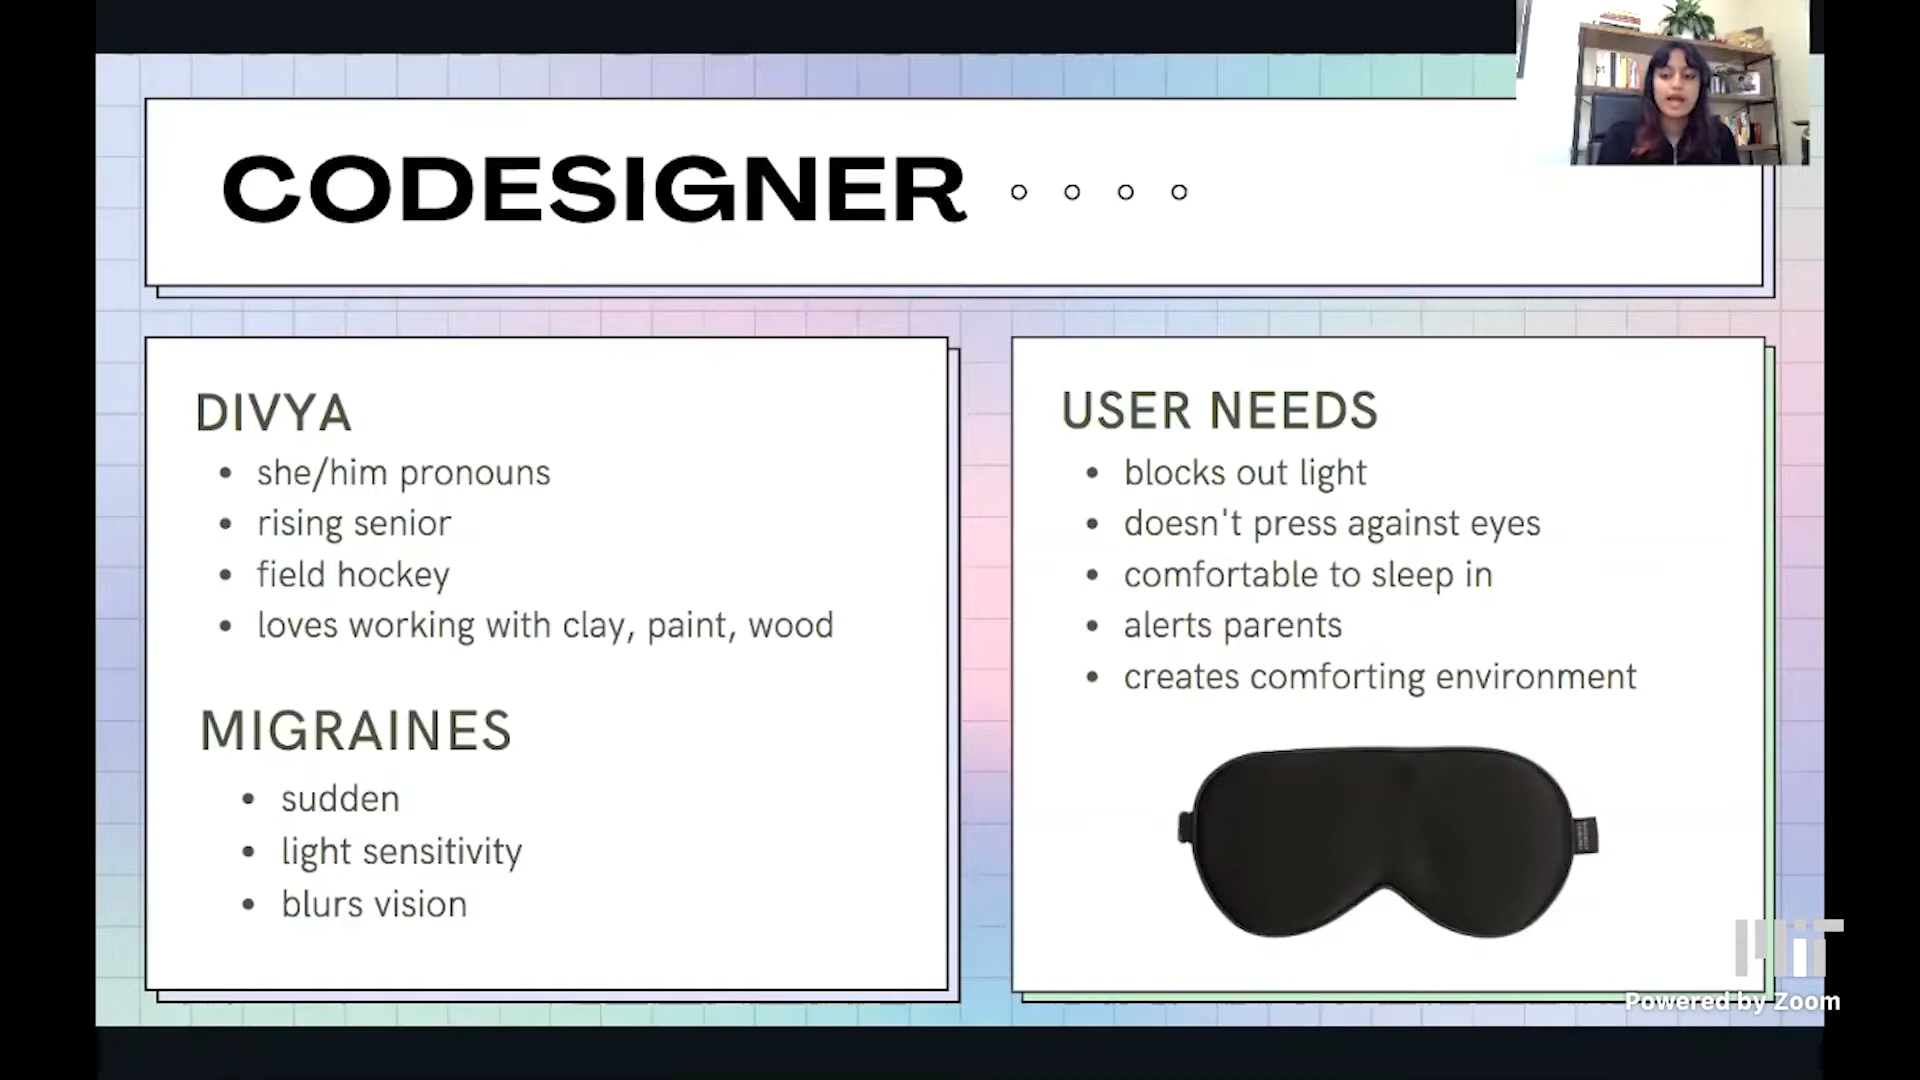 CODESIGNER
DIVYA
• she/him pronouns
• rising senior
• field hockey
• loves working with clay, paint, wood
MIGRAINES
• sudden
• light sensitivity
• blurs vision
USER NEEDS
• blocks out light
• doesn't press against eyes
• comfortable to sleep in
• alerts parents
• creates comforting environment
MIT
Powered by Zoom